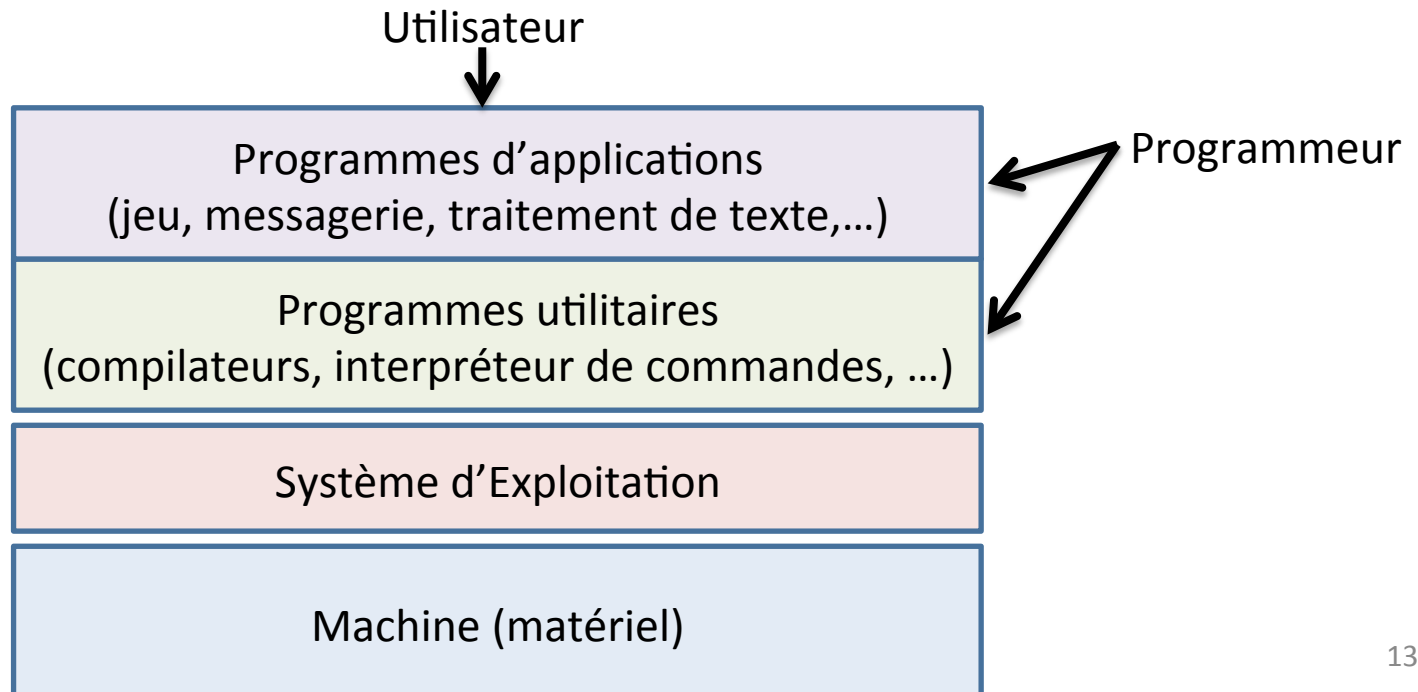 Utilisateur
Programmes d’applications
(jeu, messagerie, traitement de texte,…)
Programmeur
Programmes utilitaires
(compilateurs, interpréteur de commandes, …)
Système d’Exploitation
Machine (matériel)
13